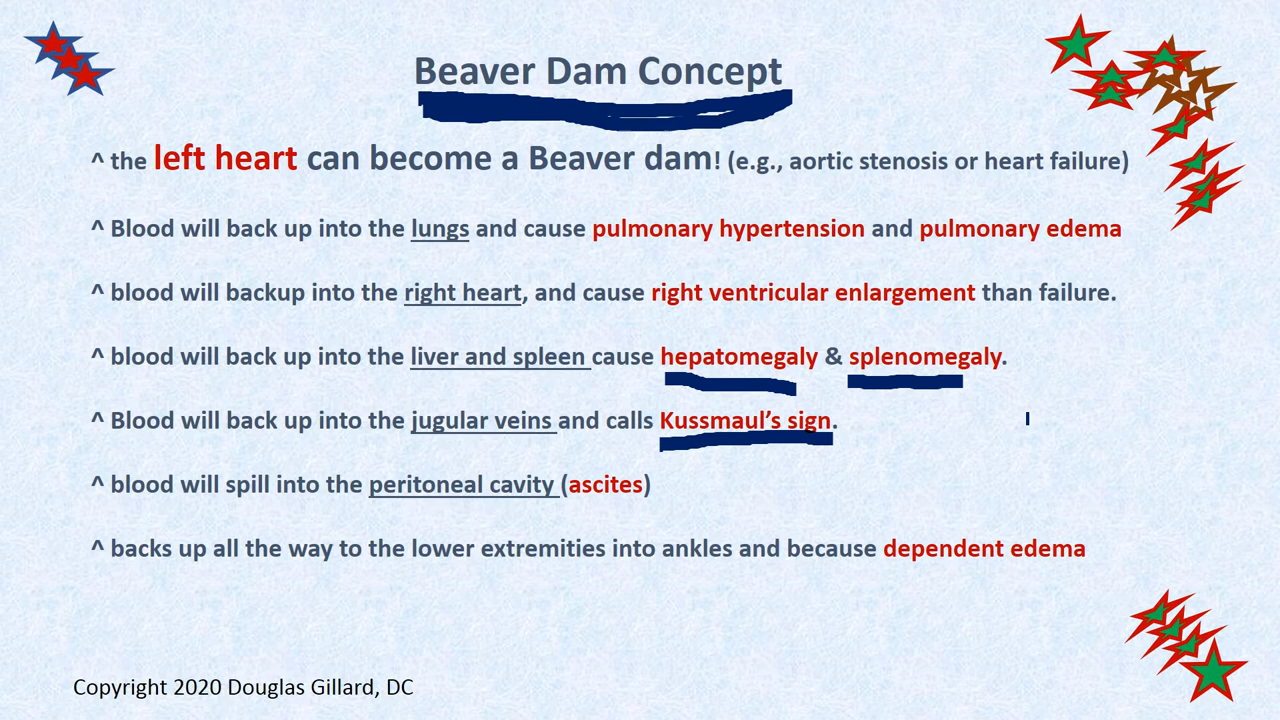 Beaver Dam Concept
^ the left heart can become a Beaver dam! (e.g., aortic stenosis or heart failure)
^ Blood will back up into the lungs and cause pulmonary hypertension and pulmonary edema
^ blood will backup into the right heart, and cause right ventricular enlargement than failure.
^ blood will back up into the liver and spleen cause hepatomegaly & splenomegaly.
^ Blood will back up into the jugular veins and calls Kussmaul’s sign.
^ blood will spill into the peritoneal cavity (ascites)
^ backs up all the way to the lower extremities into ankles and because dependent edema
Copyright 2020 Douglas Gillard, DC